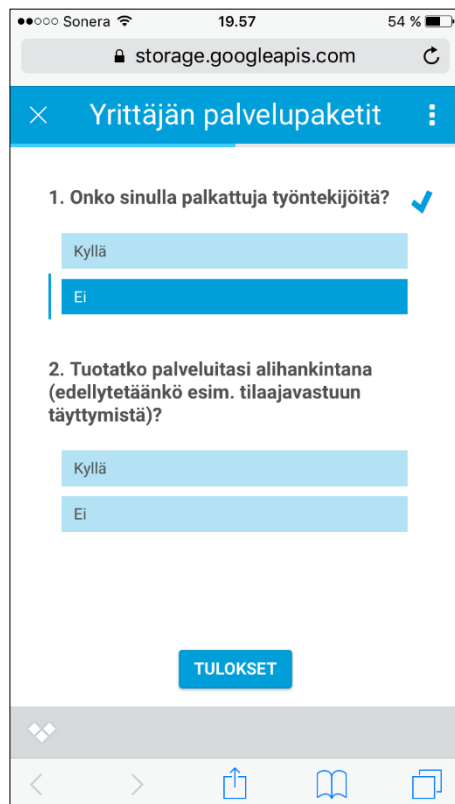 Sonera 19.57 54 %
storage.googleapis.com
Yrittäjän palvelupaketit
1. Onko sinulla palkattuja työntekijöitä?
Kyllä
Ei
2. Tuotatko palveluitasi alihankintana
(edellytetäänkö esim. tilaajavastuun
täyttymistä)?
Kyllä
Ei
TULOKSET